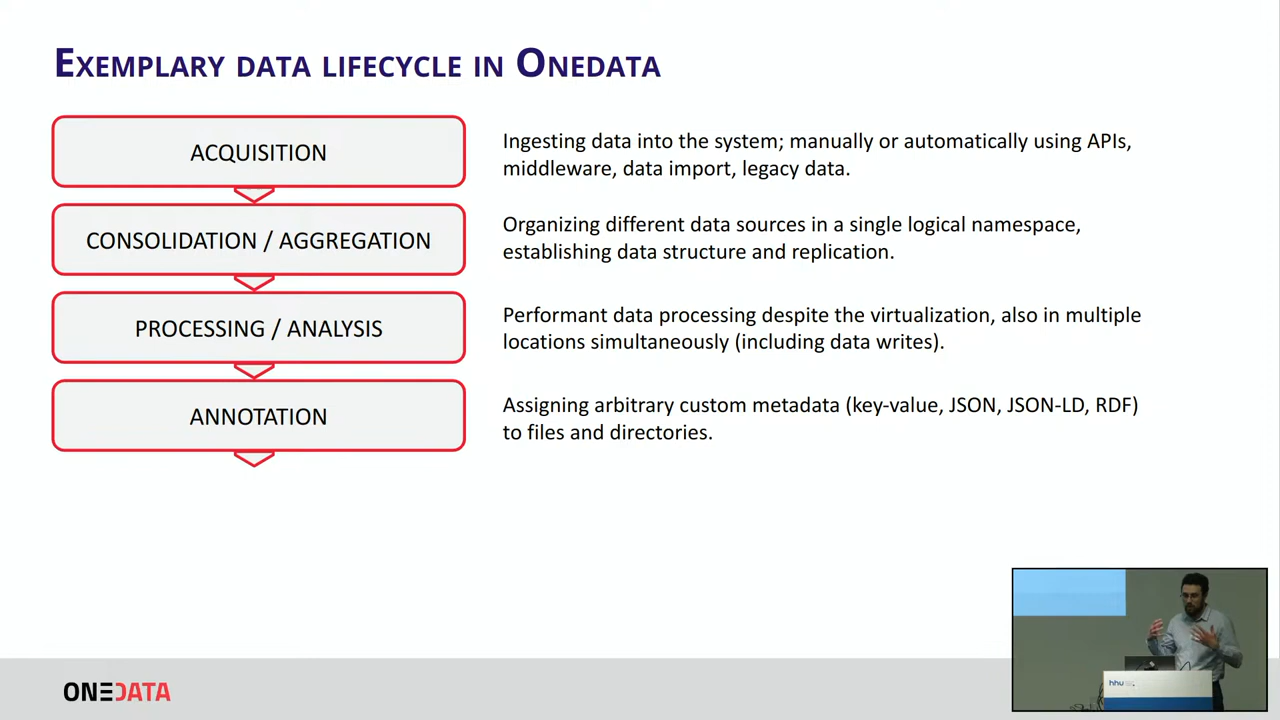 EXEMPLARY DATA LIFECYCLE IN ONEDATA
ACQUISITION
Ingesting data into the system; manually or automatically using APIs,
middleware, data import, legacy data.
CONSOLIDATION / AGGREGATION
Organizing different data sources in a single logical namespace,
establishing data structure and replication.
PROCESSING / ANALYSIS
Performant data processing despite the virtualization, also in multiple
locations simultaneously (including data writes).
ANNOTATION
Assigning arbitrary custom metadata (key-value, JSON, JSON-LD, RDF)
to files and directories.
ONEDATA
hhu